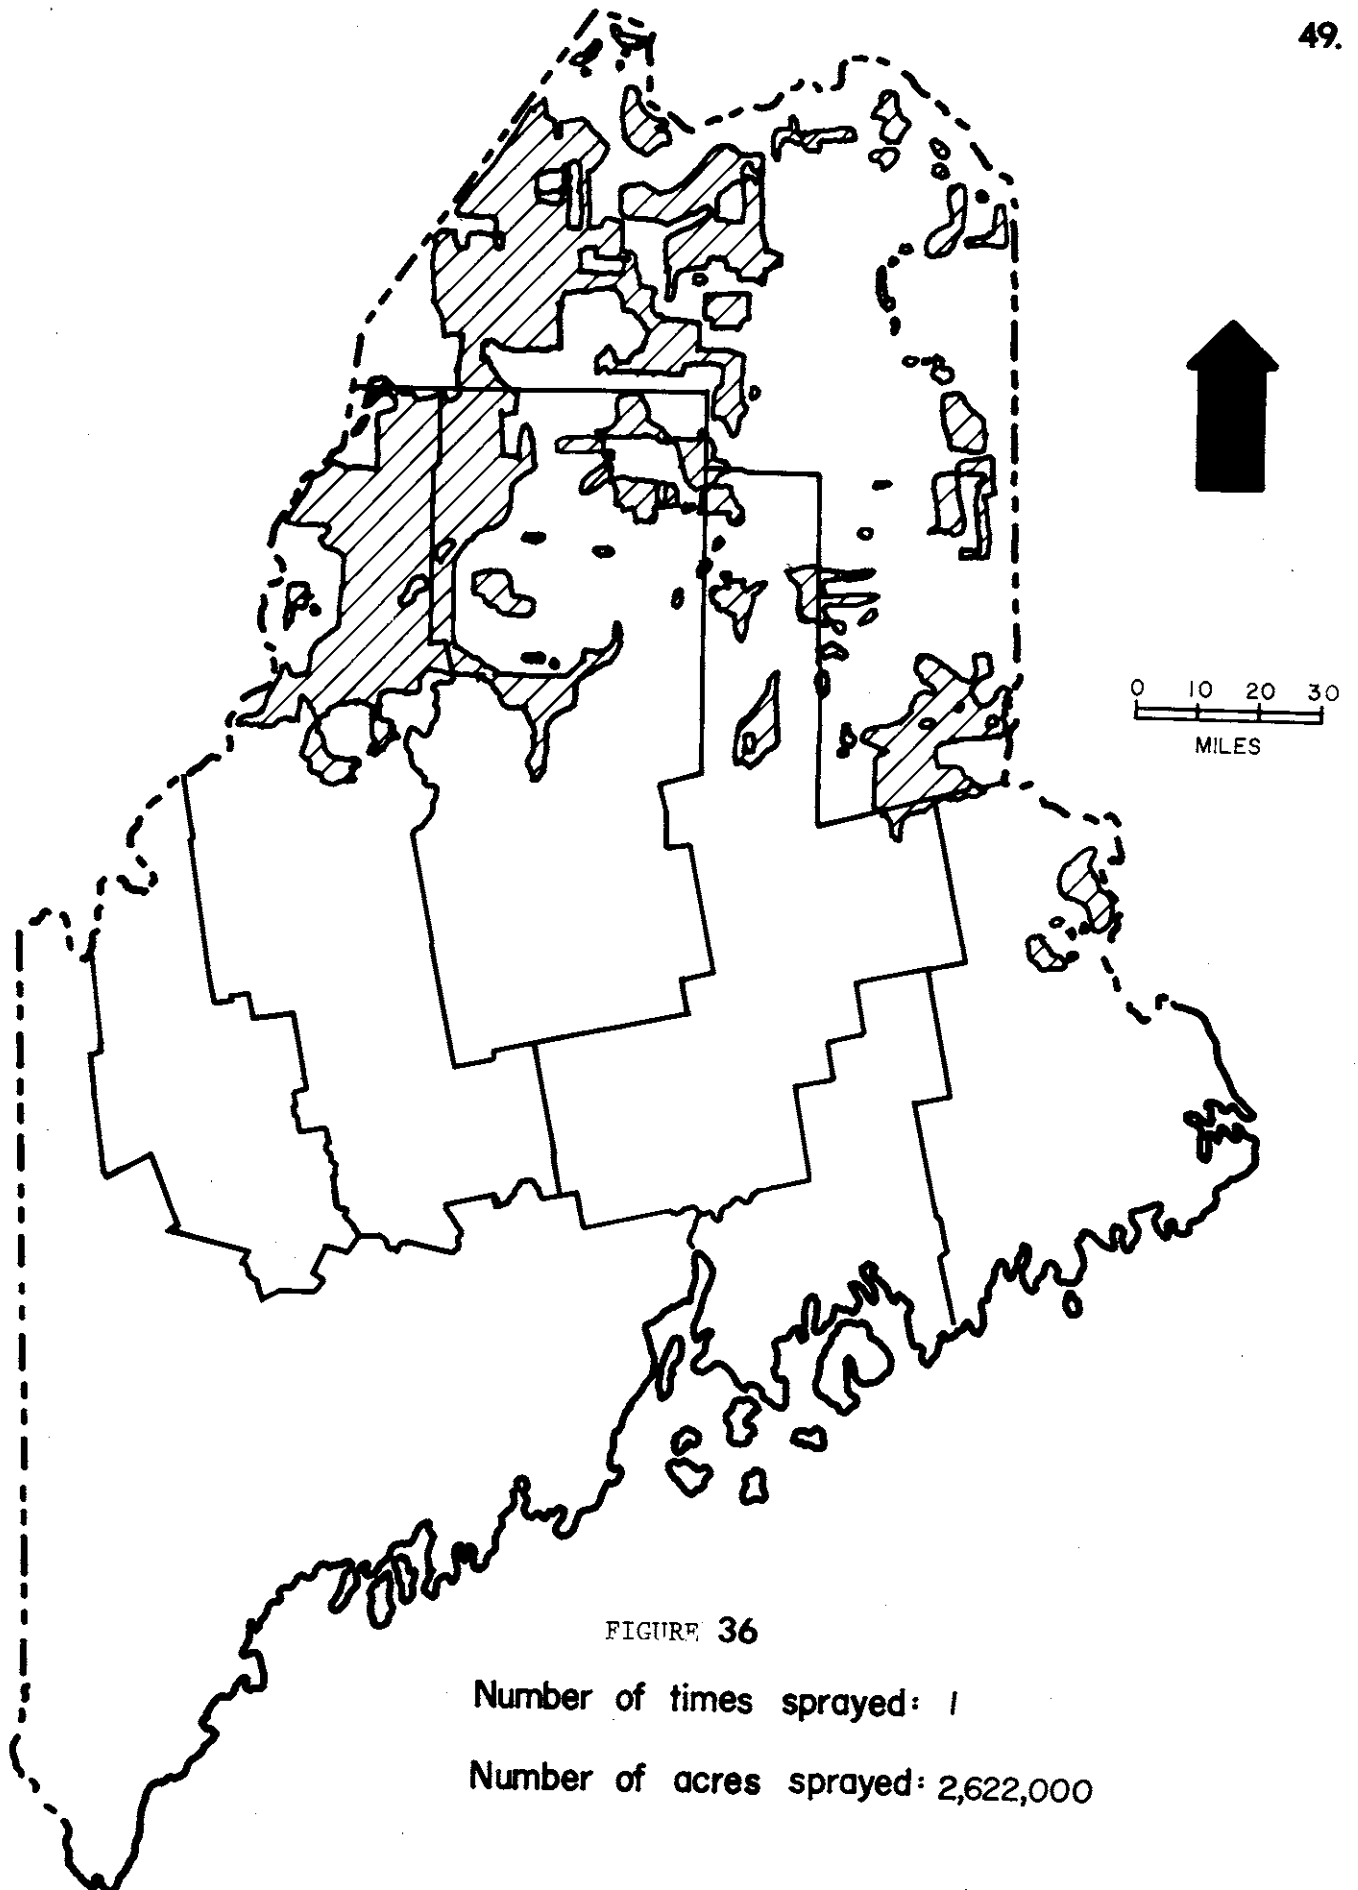 49.
0 10 20 30
MILES
FIGURE 36
Number of times sprayed: 1
Number of acres sprayed: 2,622,000